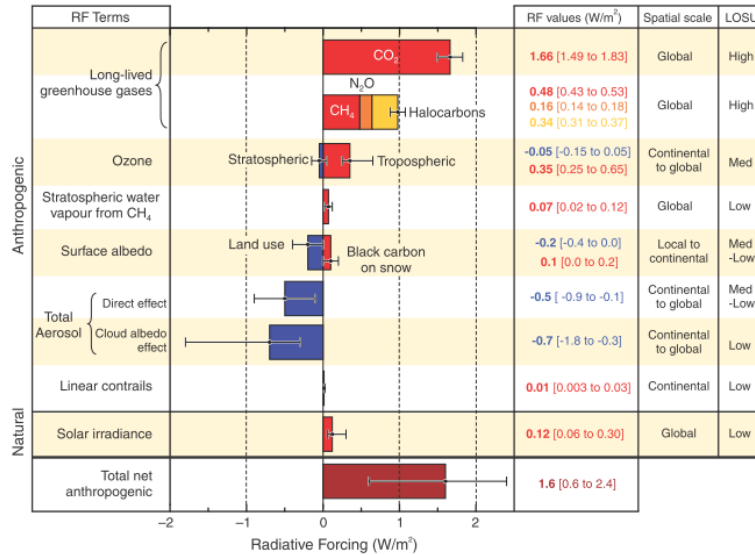 RF Terms
RF values (W/m²)
Spatial scale
LOSU
Anthropogenic
Natural
Long-lived
greenhouse gases
CO₂
1.66 [1.49 to 1.83]
Global
High
N₂O
CH₄
Halocarbons
0.48 [0.43 to 0.53]
0.16 [0.14 to 0.18]
0.34 [0.31 to 0.37]
Global
High
Ozone
Stratospheric
Tropospheric
-0.05 [-0.15 to 0.05]
0.35 [0.25 to 0.65]
Continental
to global
Med
Stratospheric water
vapour from CH₄
0.07 [0.02 to 0.12]
Global
Low
Surface albedo
Land use
Black carbon
on snow
-0.2 [-0.4 to 0.0]
0.1 [0.0 to 0.2]
Local to
continental
Med
-Low
Total
Aerosol
Direct effect
-0.5 [ -0.9 to -0.1]
Continental
to global
Med
-Low
Cloud albedo
effect
-0.7 [-1.8 to -0.3]
Continental
to global
Low
Linear contrails
0.01 [0.003 to 0.03]
Continental
Low
Solar irradiance
0.12 [0.06 to 0.30]
Global
Low
Total net
anthropogenic
1.6 [0.6 to 2.4]
−2 −1 0 1 2
Radiative Forcing (W/m²)